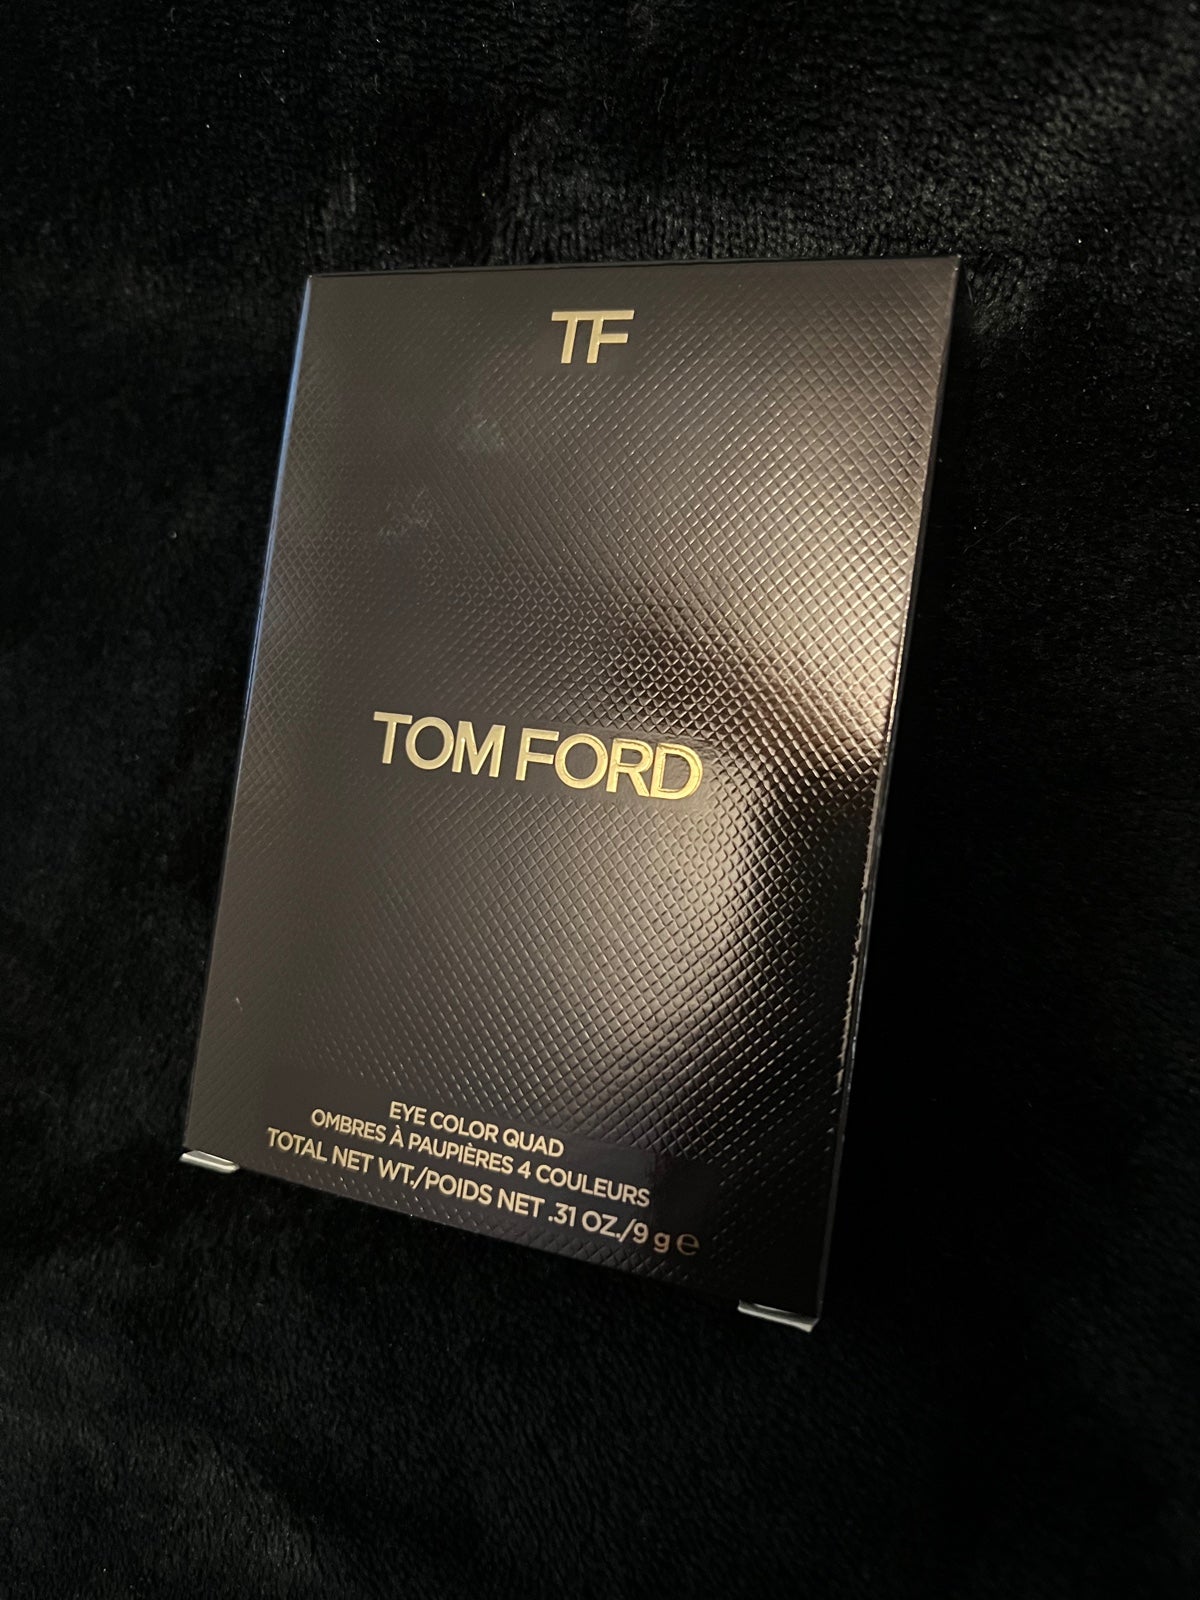 TF
TOM FORD
EYE COLOR QUAD
OMBRES À PAUPIÈRES 4 COULEURS
TOTAL NET WT./POIDS NET .31 OZ./9 g ℮